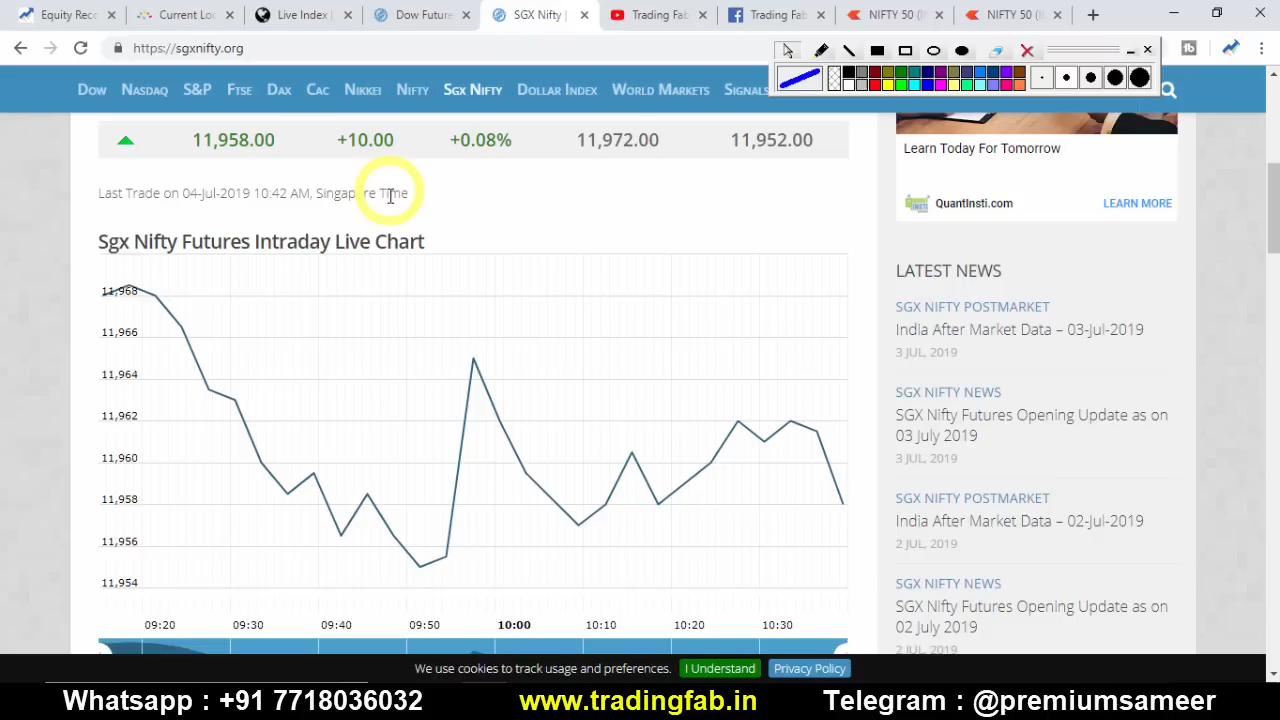 Equity Rece
Current Loc
Live Index |
Dow Future
SGX Nifty |
Trading Fab
Trading Fab
NIFTY 50 (I
NIFTY 50 (I
https://sgxnifty.org
Dow Nasdaq S&P Ftse Dax Cac Nikkei Nifty Sgx Nifty Dollar Index World Markets Signals
11,958.00 +10.00 +0.08% 11,972.00 11,952.00
Last Trade on 04-Jul-2019 10:42 AM, Singapore Time
Sgx Nifty Futures Intraday Live Chart
11,968
11,966
11,964
11,962
11,960
11,958
11,956
11,954
09:20 09:30 09:40 09:50 10:00 10:10 10:20 10:30
Learn Today For Tomorrow
QuantInsti.com LEARN MORE
LATEST NEWS
SGX NIFTY POSTMARKET
India After Market Data – 03-Jul-2019
3 JUL, 2019
SGX NIFTY NEWS
SGX Nifty Futures Opening Update as on
03 July 2019
3 JUL, 2019
SGX NIFTY POSTMARKET
India After Market Data – 02-Jul-2019
2 JUL, 2019
SGX NIFTY NEWS
SGX Nifty Futures Opening Update as on
02 July 2019
2 JUL, 2019
We use cookies to track usage and preferences. I Understand Privacy Policy
Whatsapp : +91 7718036032 www.tradingfab.in Telegram : @premiumsameer